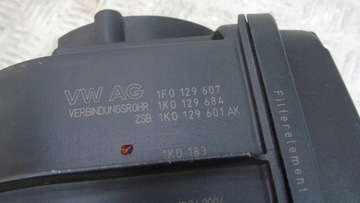 VW AG 1F0 129 607
VERBINDUNGSROHR 1K0 129 684
ZSB 1K0 129 601 AK
1K0 183
Filterelement